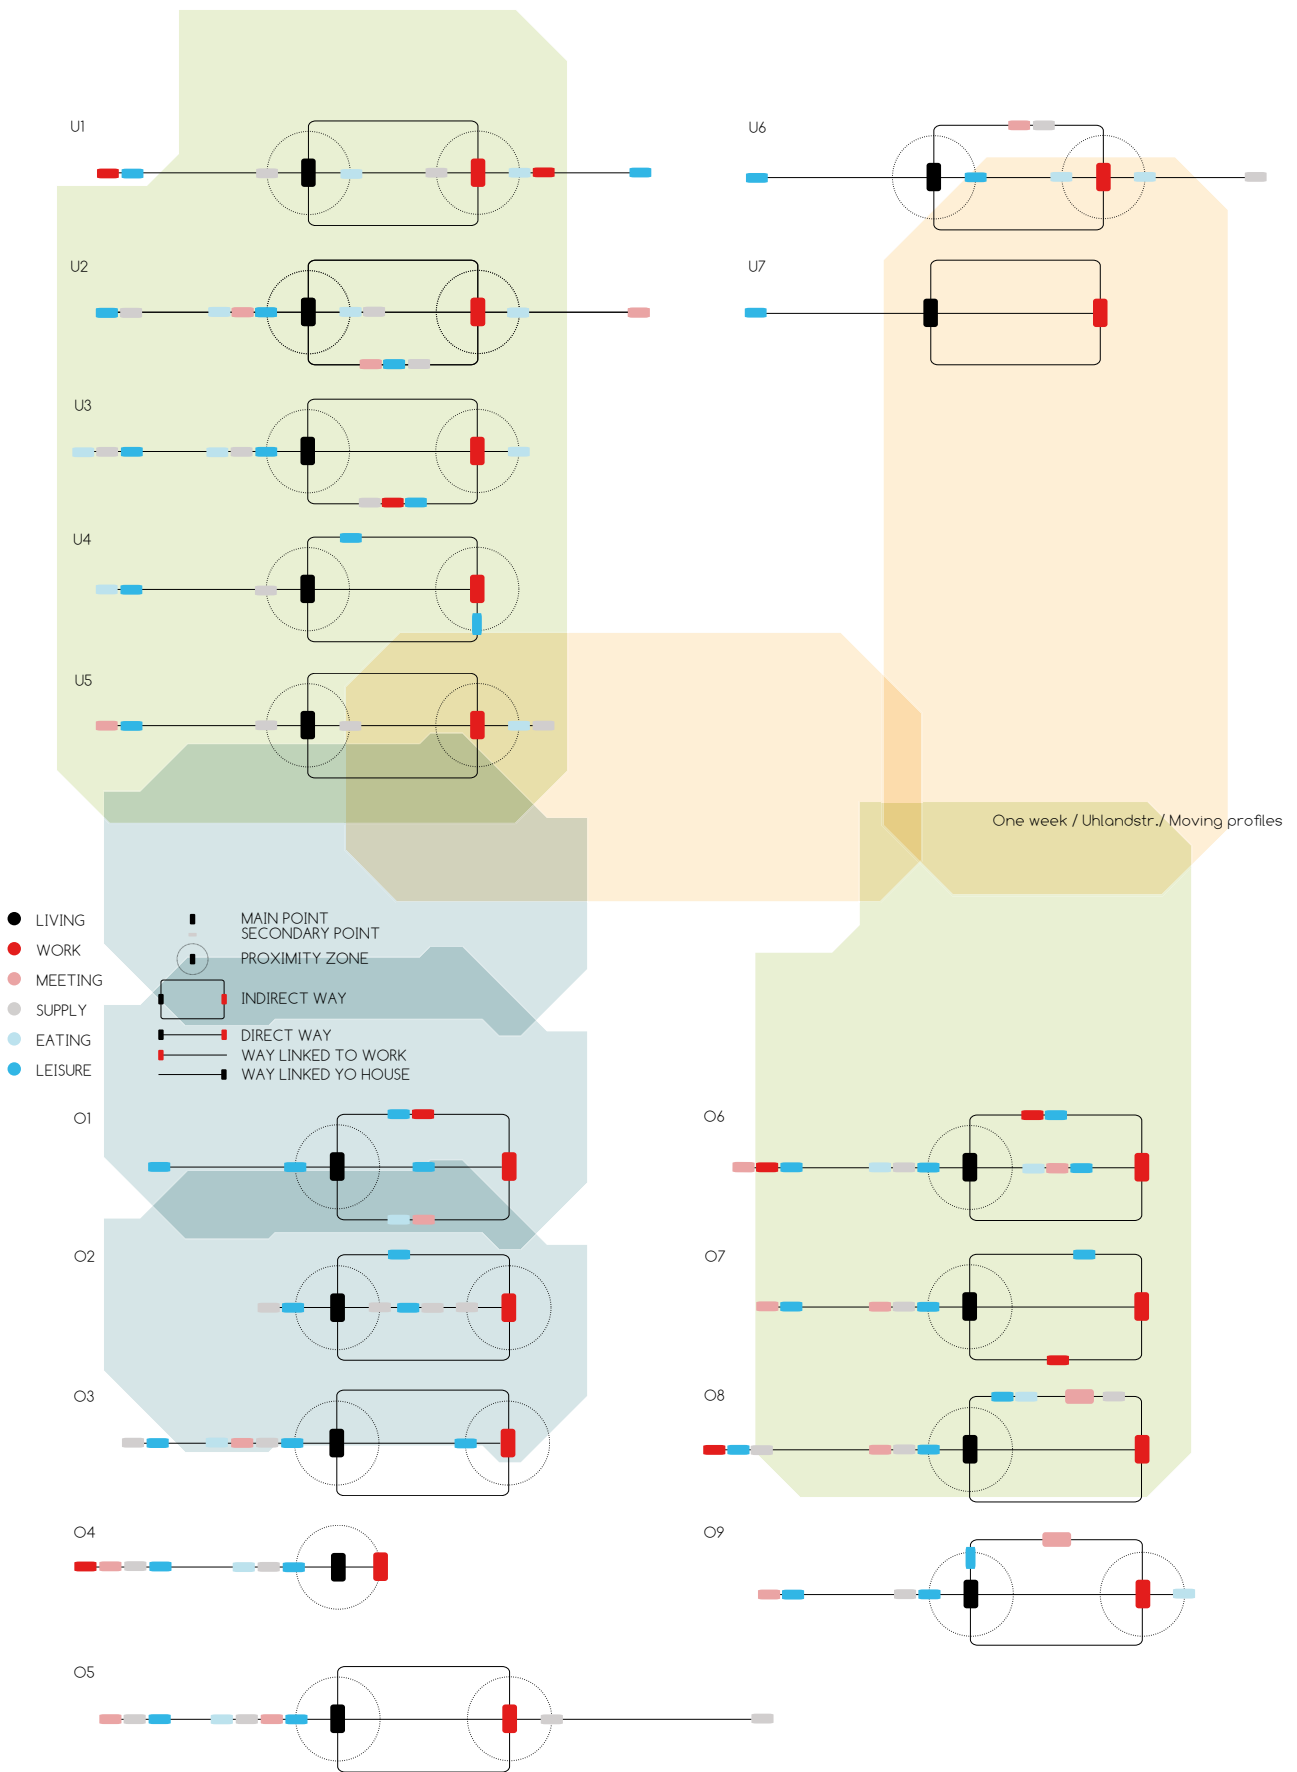 U1
U2
U3
U4
U5
U6
U7
One week / Uhlandstr./ Moving profiles
LIVING
WORK
MEETING
SUPPLY
EATING
LEISURE
MAIN POINT
SECONDARY POINT
PROXIMITY ZONE
INDIRECT WAY
DIRECT WAY
WAY LINKED TO WORK
WAY LINKED YO HOUSE
O1
O2
O3
O4
O5
O6
O7
O8
O9